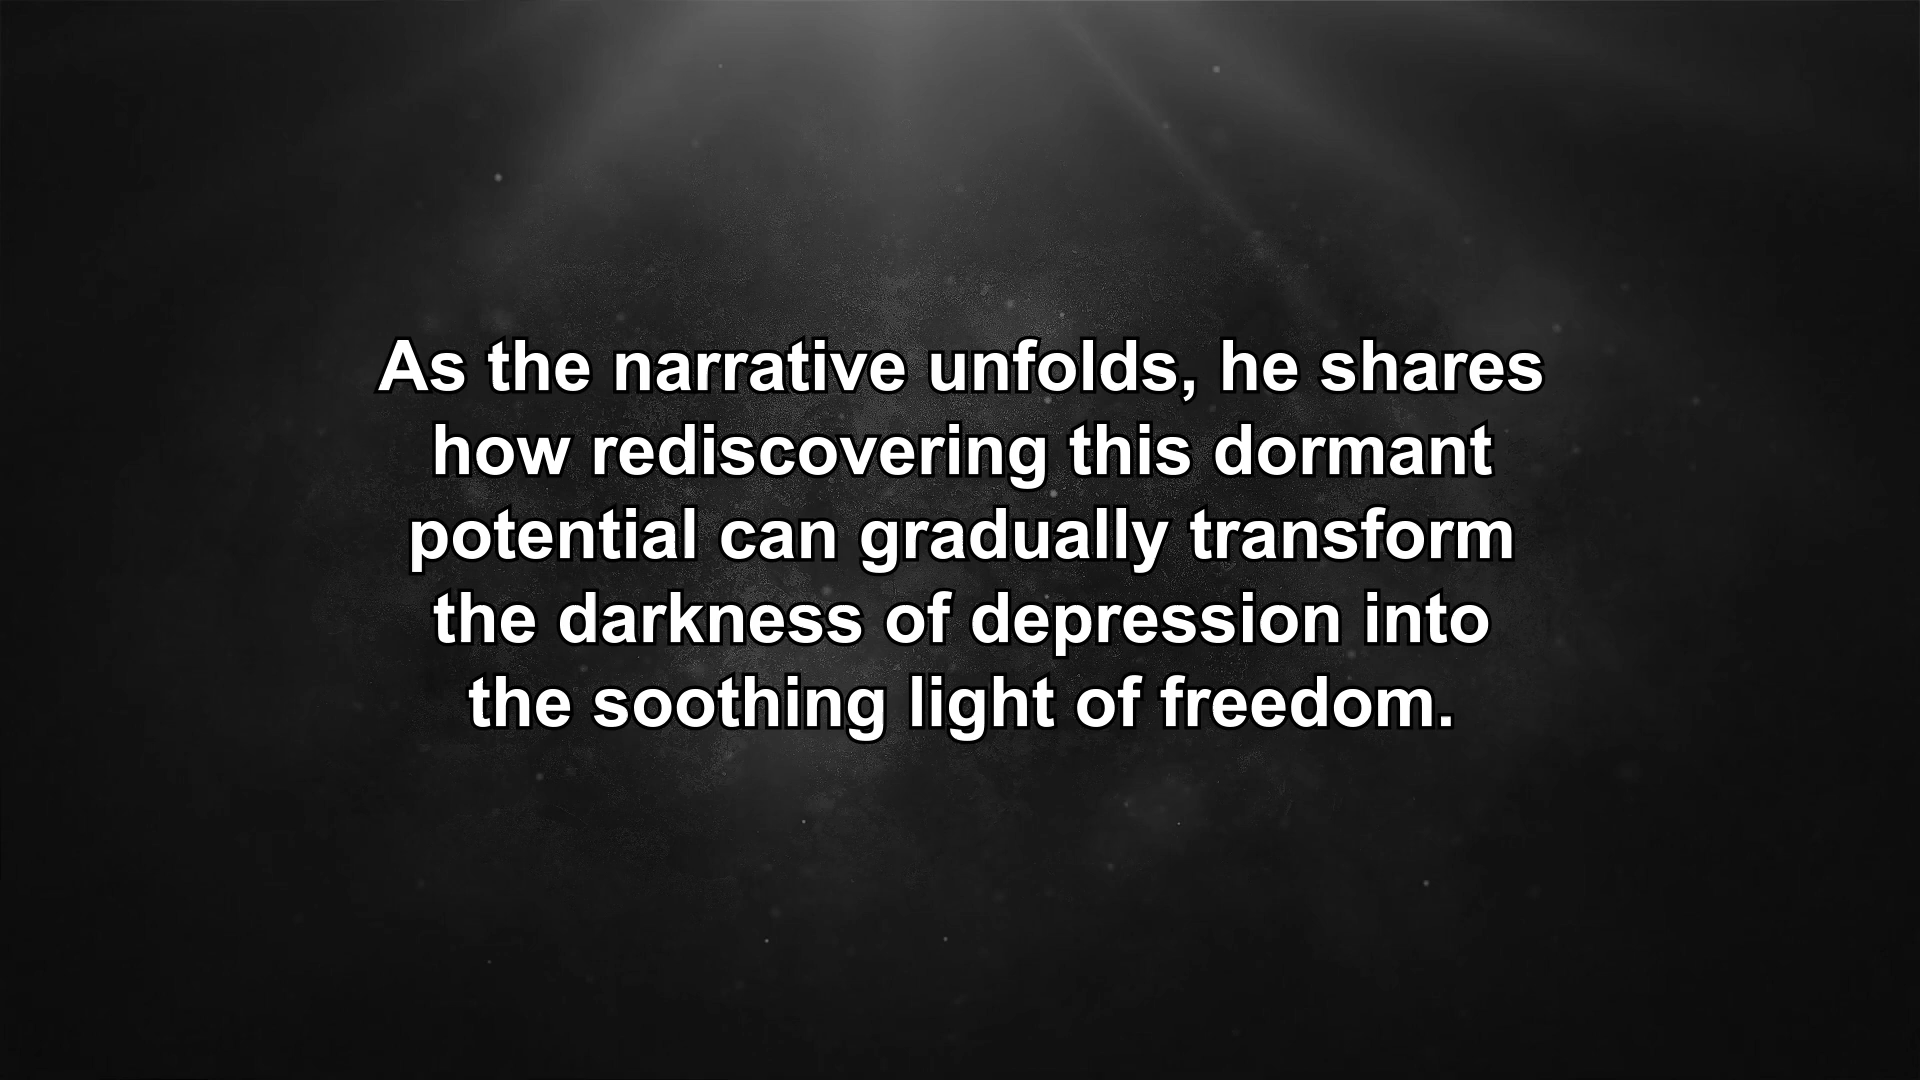 As the narrative unfolds, he shares
how rediscovering this dormant
potential can gradually transform
the darkness of depression into
the soothing light of freedom.